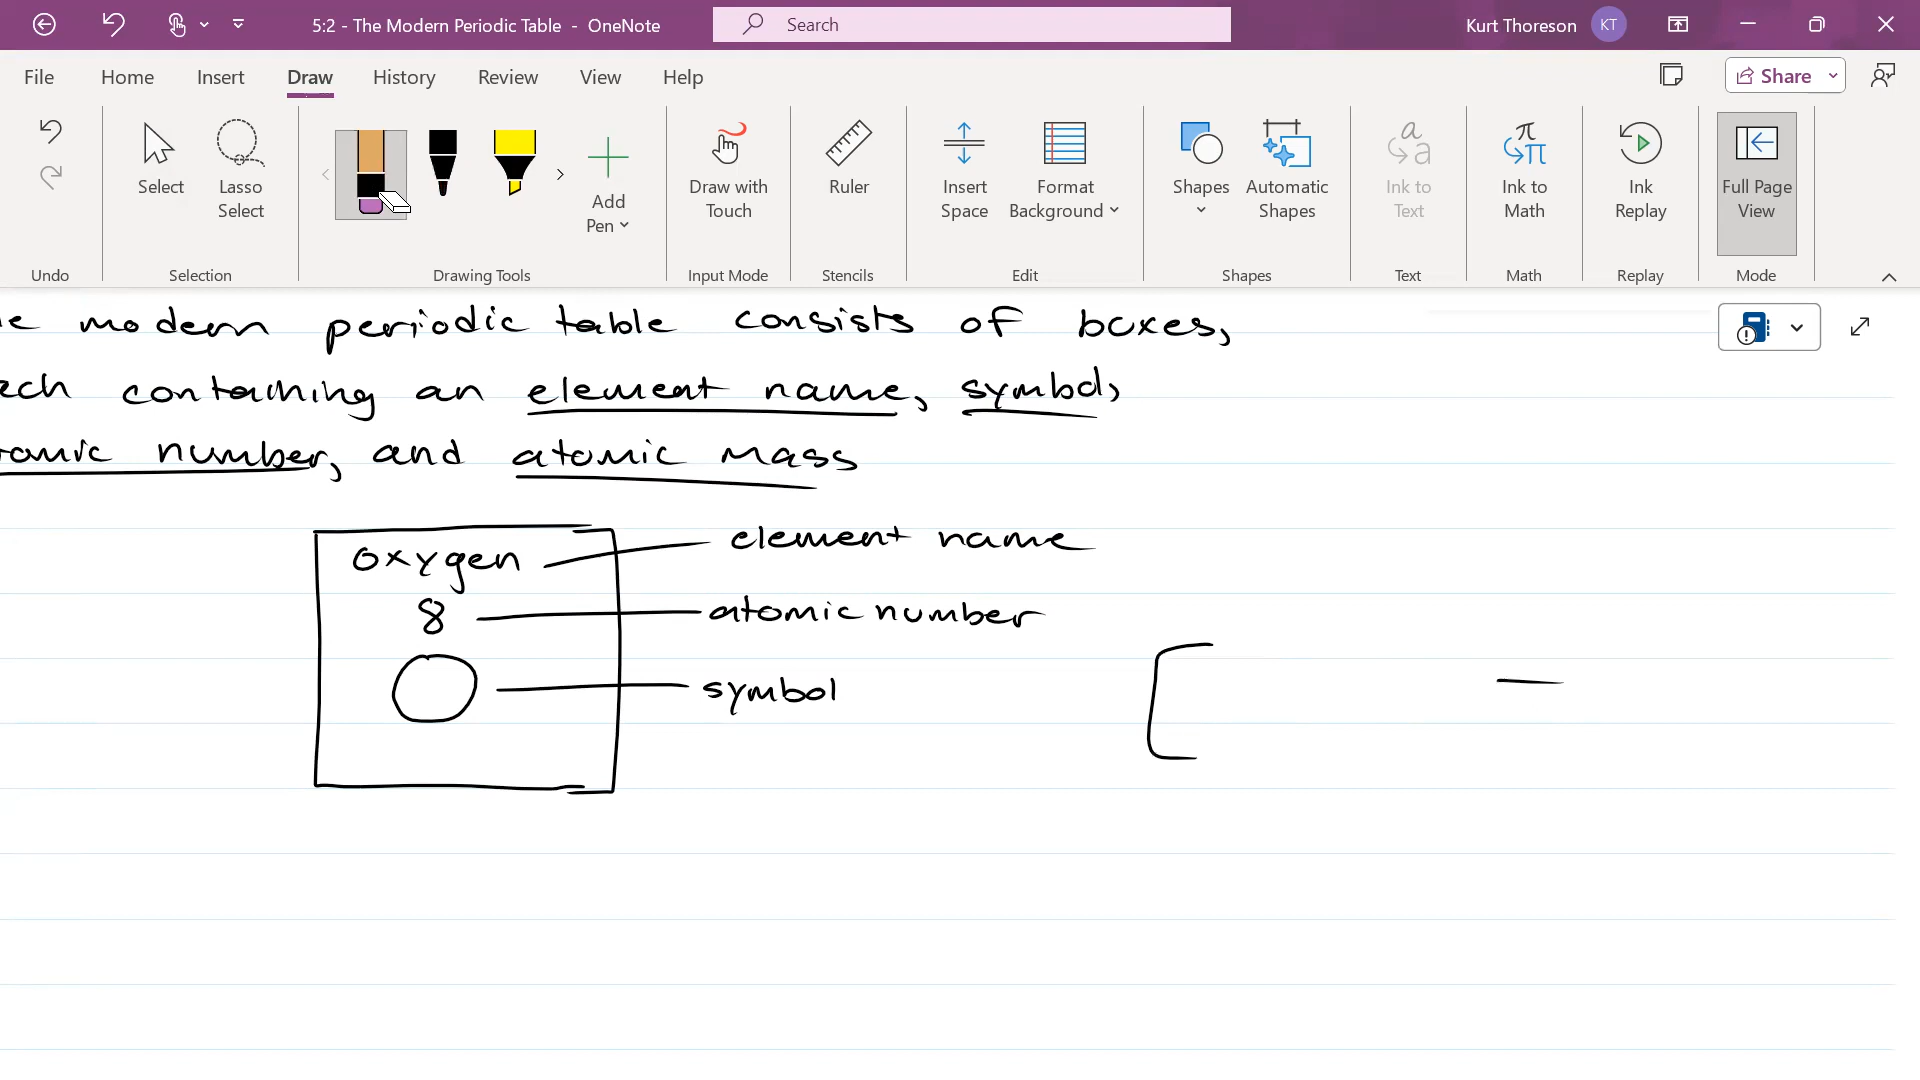 5:2 - The Modern Periodic Table - OneNote
Search
Kurt Thoreson KT
File Home Insert Draw History Review View Help
Share
Select
Lasso Select
Add Pen
Draw with Touch
Ruler
Insert Space
Format Background
Shapes
Automatic Shapes
a a
Ink to Text
π π
Ink to Math
Ink Replay
Full Page View
Undo Selection Drawing Tools Input Mode Stencils Edit Shapes Text Math Replay Mode
e modern periodic table consists of boxes,
ach containing an element name, symbol,
tomic number, and atomic mass
oxygen element name
8 atomic number
O symbol